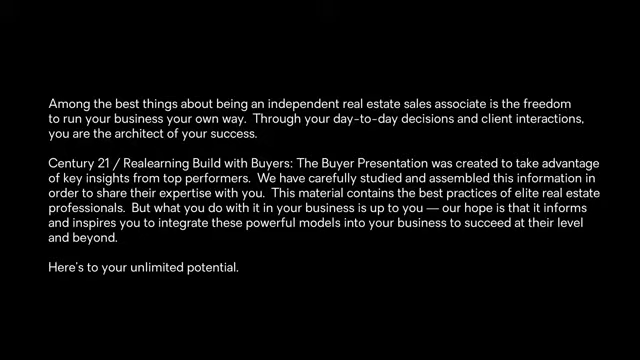 Among the best things about being an independent real estate sales associate is the freedom
to run your business your own way.  Through your day-to-day decisions and client interactions,
you are the architect of your success.
Century 21 / Realearning Build with Buyers: The Buyer Presentation was created to take advantage
of key insights from top performers.  We have carefully studied and assembled this information in
order to share their expertise with you.  This material contains the best practices of elite real estate
professionals.  But what you do with it in your business is up to you — our hope is that it informs
and inspires you to integrate these powerful models into your business to succeed at their level
and beyond.
Here's to your unlimited potential.